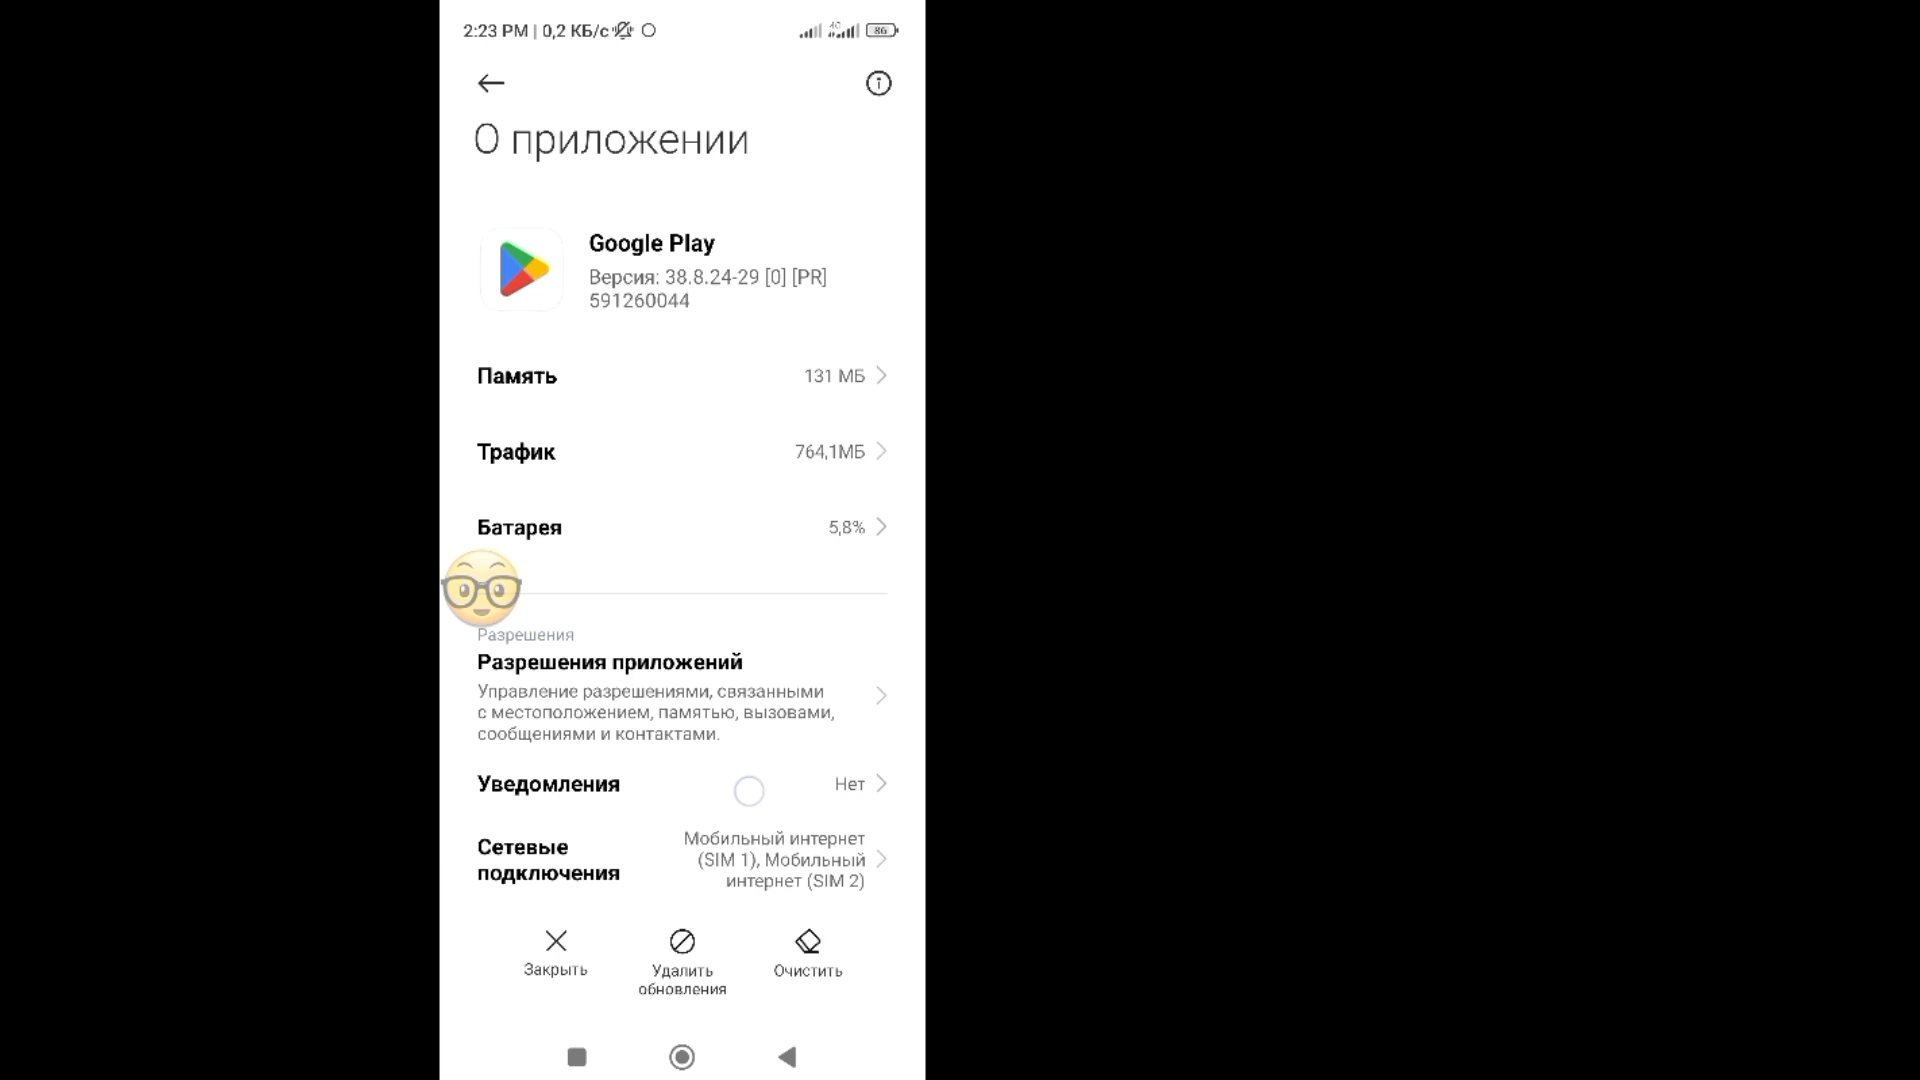 2:23 PM | 0,2 КБ/с
4G
86
О приложении
Google Play
Версия: 38.8.24-29 [0] [PR]
591260044
Память
131 МБ
Трафик
764,1МБ
Батарея
5,8%
Разрешения
Разрешения приложений
Управление разрешениями, связанными
с местоположением, памятью, вызовами,
сообщениями и контактами.
Уведомления
Нет
Сетевые
подключения
Мобильный интернет
(SIM 1), Мобильный
интернет (SIM 2)
Закрыть
Удалить
обновления
Очистить